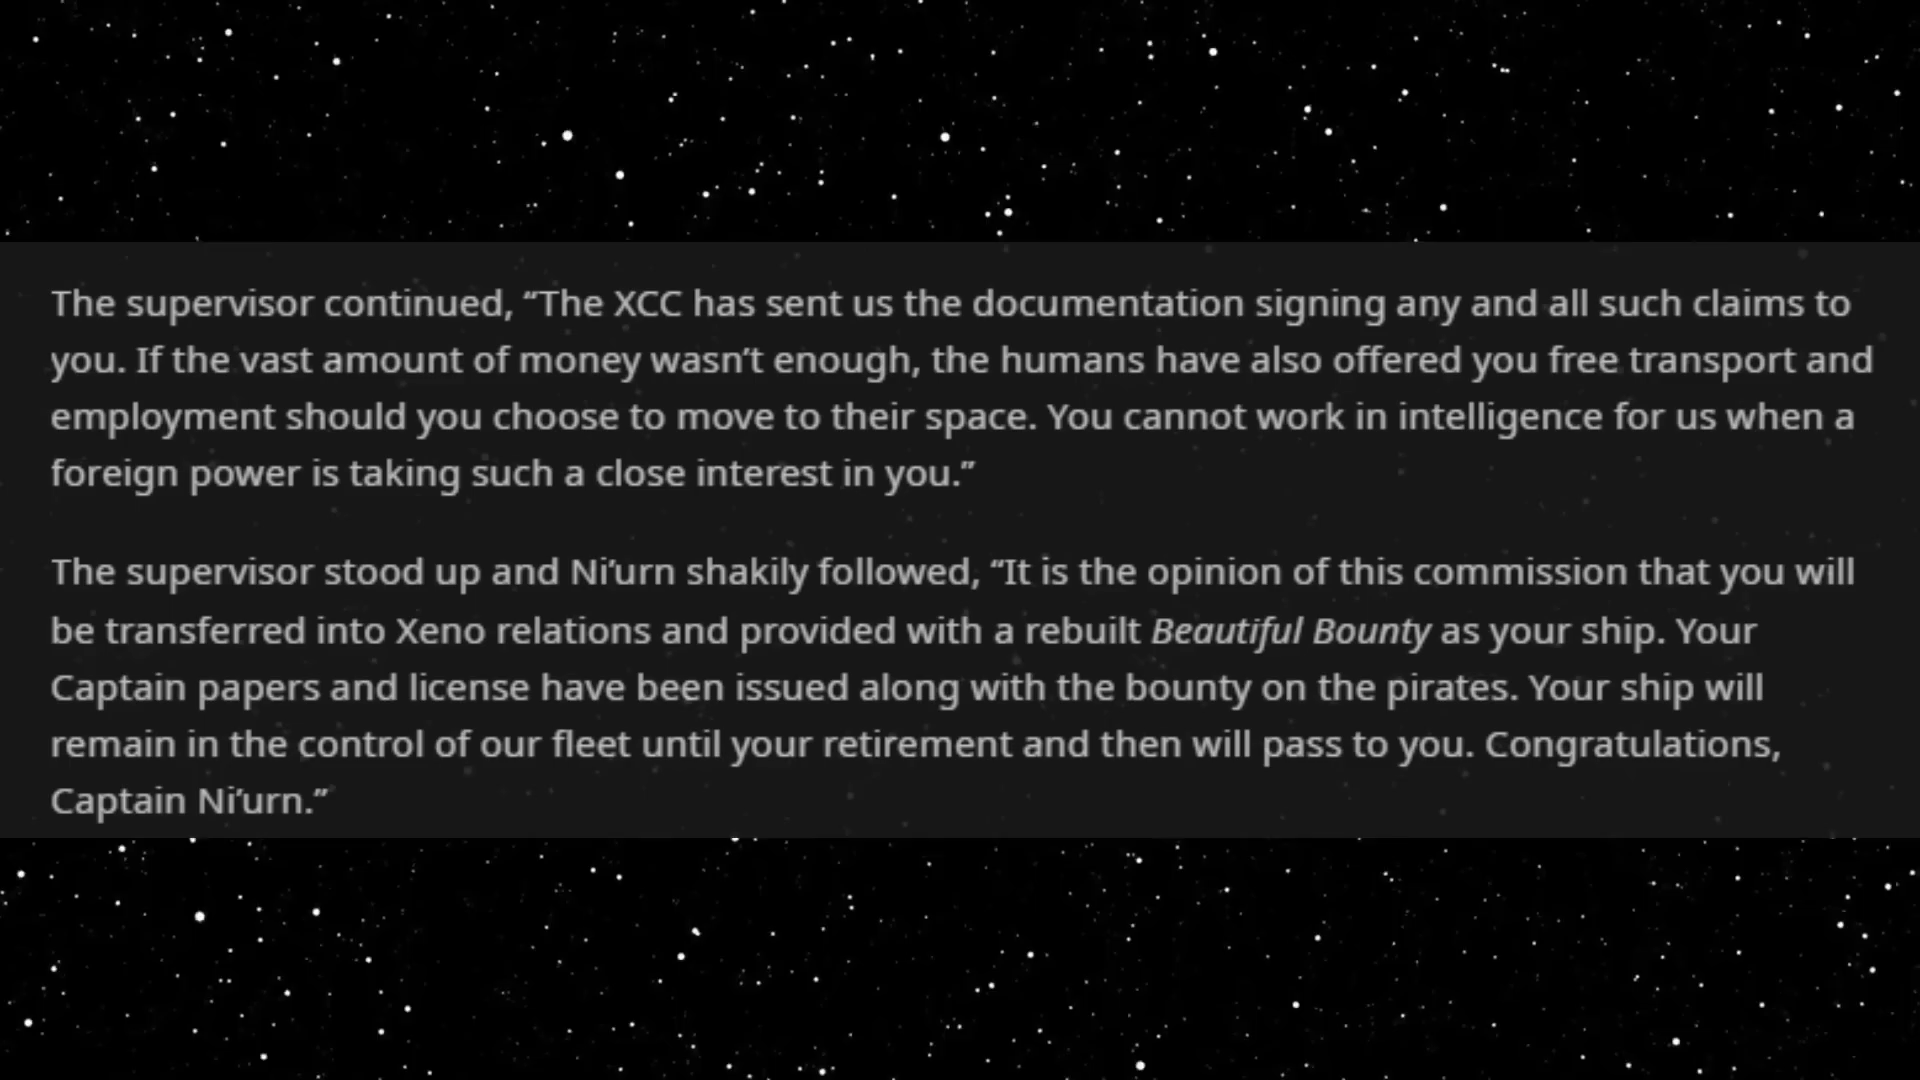 The supervisor continued, “The XCC has sent us the documentation signing any and all such claims to
you. If the vast amount of money wasn’t enough, the humans have also offered you free transport and
employment should you choose to move to their space. You cannot work in intelligence for us when a
foreign power is taking such a close interest in you.”
The supervisor stood up and Ni’urn shakily followed, “It is the opinion of this commission that you will
be transferred into Xeno relations and provided with a rebuilt Beautiful Bounty as your ship. Your
Captain papers and license have been issued along with the bounty on the pirates. Your ship will
remain in the control of our fleet until your retirement and then will pass to you. Congratulations,
Captain Ni’urn.”